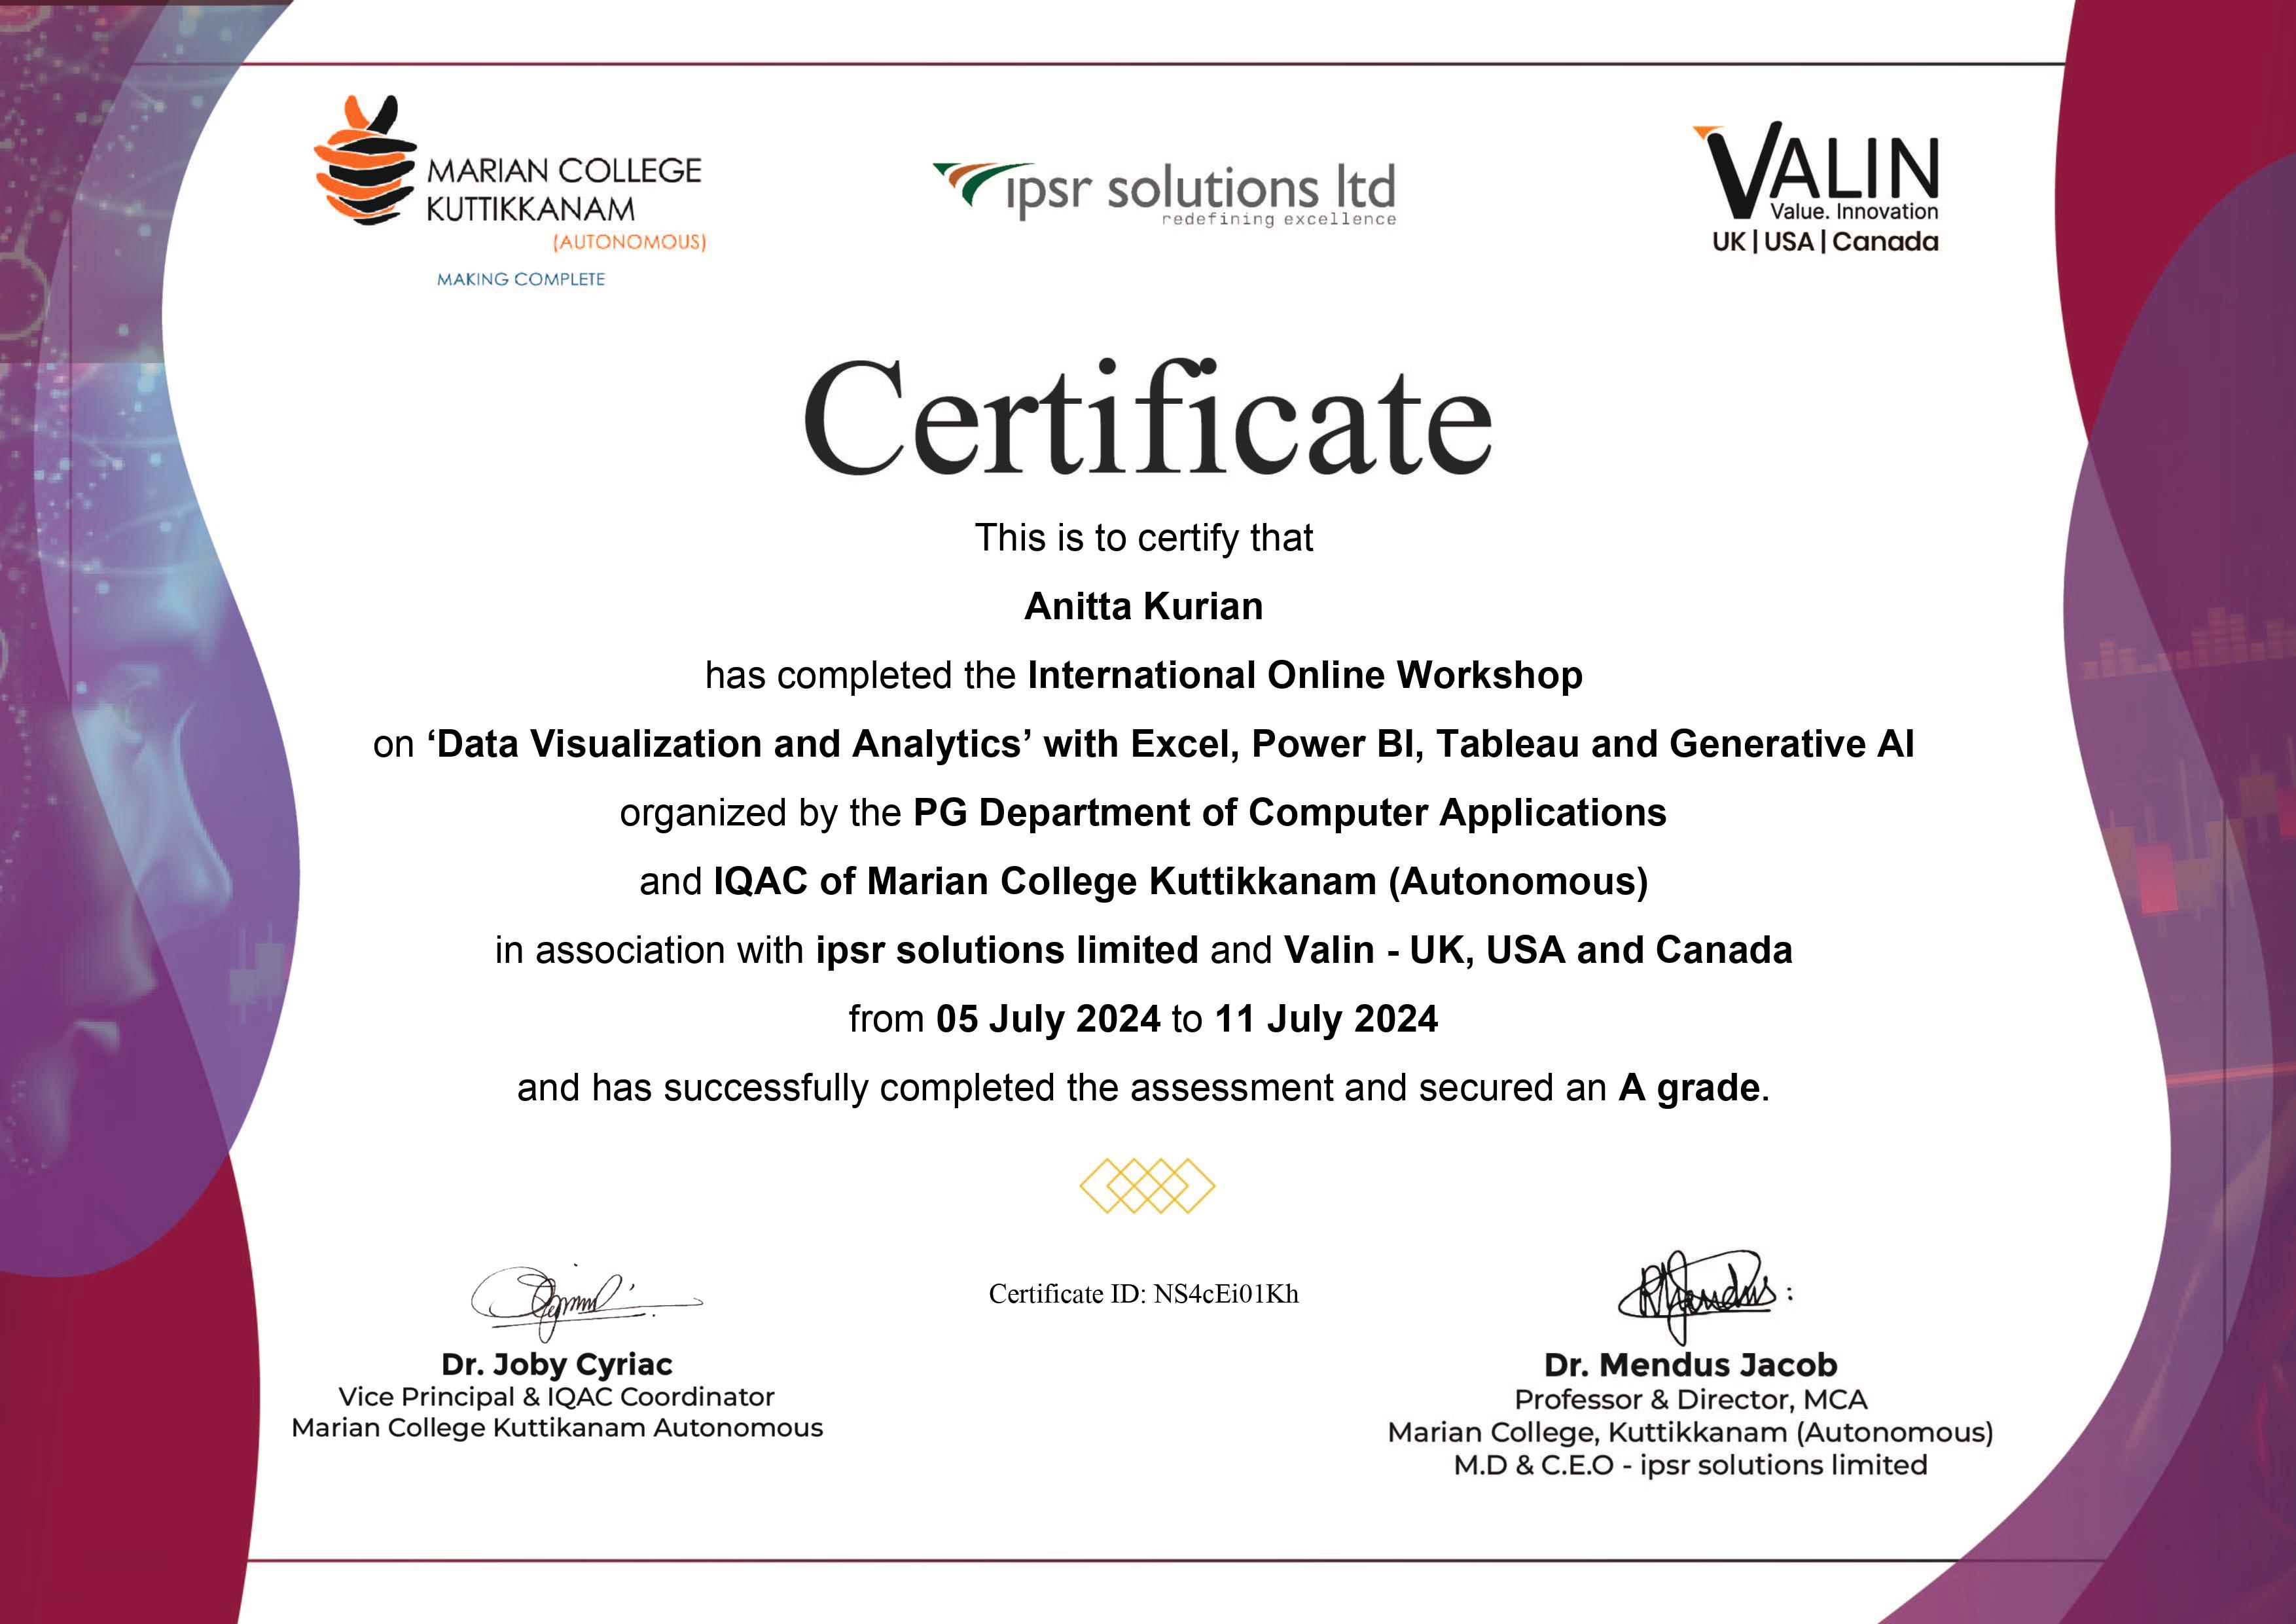 MARIAN COLLEGE
KUTTIKKANAM
(AUTONOMOUS)
MAKING COMPLETE
ipsr solutions ltd
redefining excellence
VALIN
Value. Innovation
UK | USA | Canada
Certificate
This is to certify that
Anitta Kurian
has completed the International Online Workshop
on ‘Data Visualization and Analytics’ with Excel, Power BI, Tableau and Generative AI
organized by the PG Department of Computer Applications
and IQAC of Marian College Kuttikkanam (Autonomous)
in association with ipsr solutions limited and Valin - UK, USA and Canada
from 05 July 2024 to 11 July 2024
and has successfully completed the assessment and secured an A grade.
Certificate ID: NS4cEi01Kh
Dr. Joby Cyriac
Vice Principal & IQAC Coordinator
Marian College Kuttikanam Autonomous
Dr. Mendus Jacob
Professor & Director, MCA
Marian College, Kuttikkanam (Autonomous)
M.D & C.E.O - ipsr solutions limited